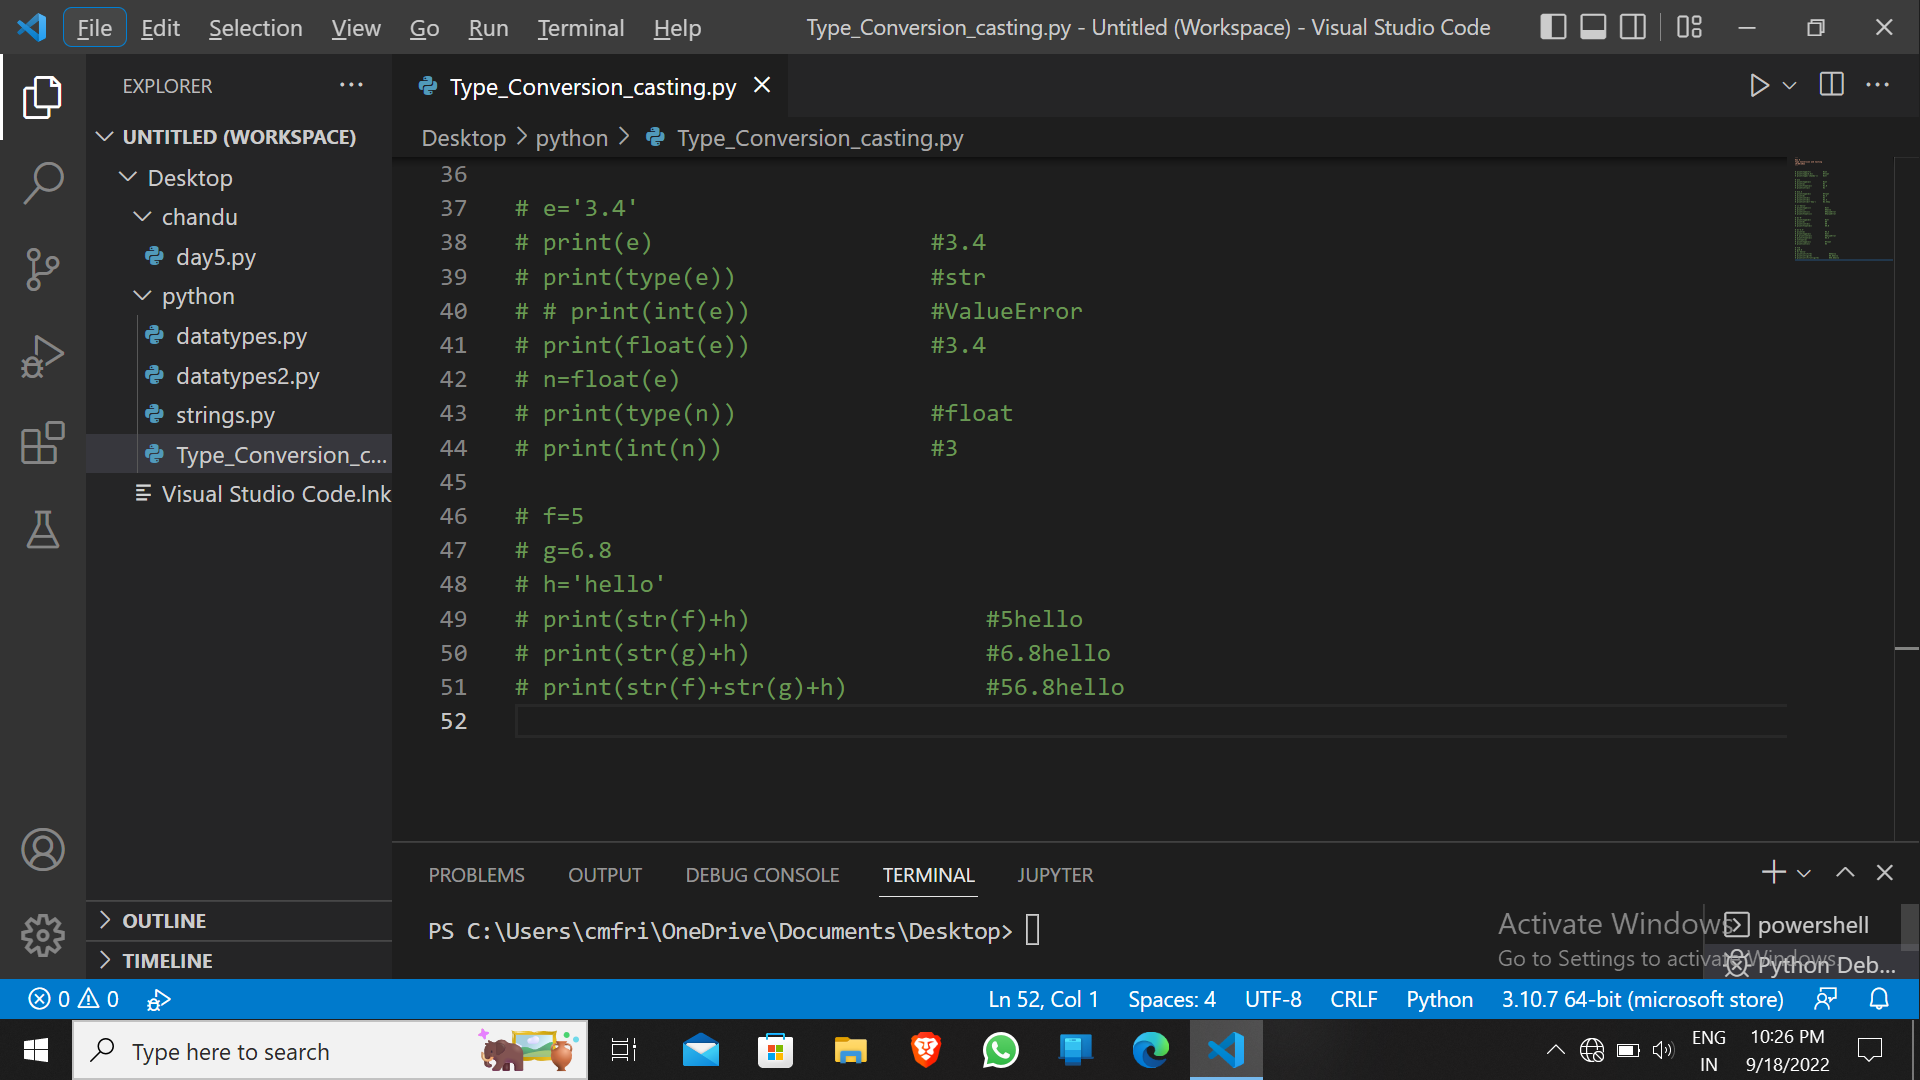 File Edit Selection View Go Run Terminal Help
Type_Conversion_casting.py - Untitled (Workspace) - Visual Studio Code
EXPLORER
UNTITLED (WORKSPACE)
Desktop
chandu
day5.py
python
datatypes.py
datatypes2.py
strings.py
Type_Conversion_c...
Visual Studio Code.lnk
OUTLINE
TIMELINE
Type_Conversion_casting.py
Desktop > python > Type_Conversion_casting.py
36
37 # e='3.4'
38 # print(e) #3.4
39 # print(type(e)) #str
40 # # print(int(e)) #ValueError
41 # print(float(e)) #3.4
42 # n=float(e)
43 # print(type(n)) #float
44 # print(int(n)) #3
45
46 # f=5
47 # g=6.8
48 # h='hello'
49 # print(str(f)+h) #5hello
50 # print(str(g)+h) #6.8hello
51 # print(str(f)+str(g)+h) #56.8hello
52
PROBLEMS OUTPUT DEBUG CONSOLE TERMINAL JUPYTER
PS C:\Users\cmfri\OneDrive\Documents\Desktop>
powershell
Python Deb...
Activate Windows
Go to Settings to activate Windows.
0 0 Ln 52, Col 1 Spaces: 4 UTF-8 CRLF Python 3.10.7 64-bit (microsoft store)
Type here to search
ENG
IN
10:26 PM
9/18/2022